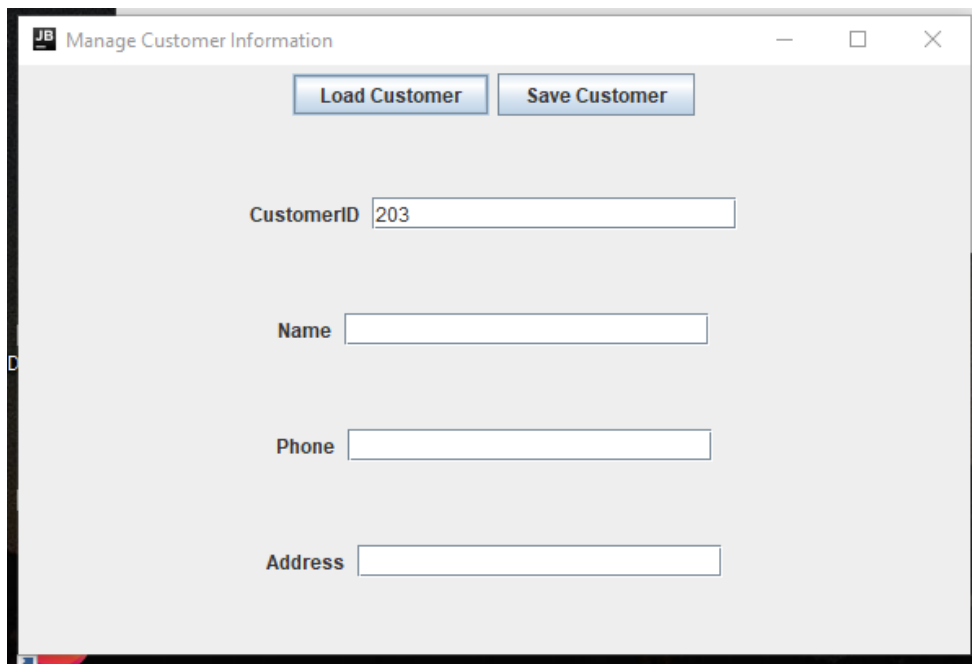 JB
Manage Customer Information
Load Customer Save Customer
CustomerID 203
Name
Phone
Address
D